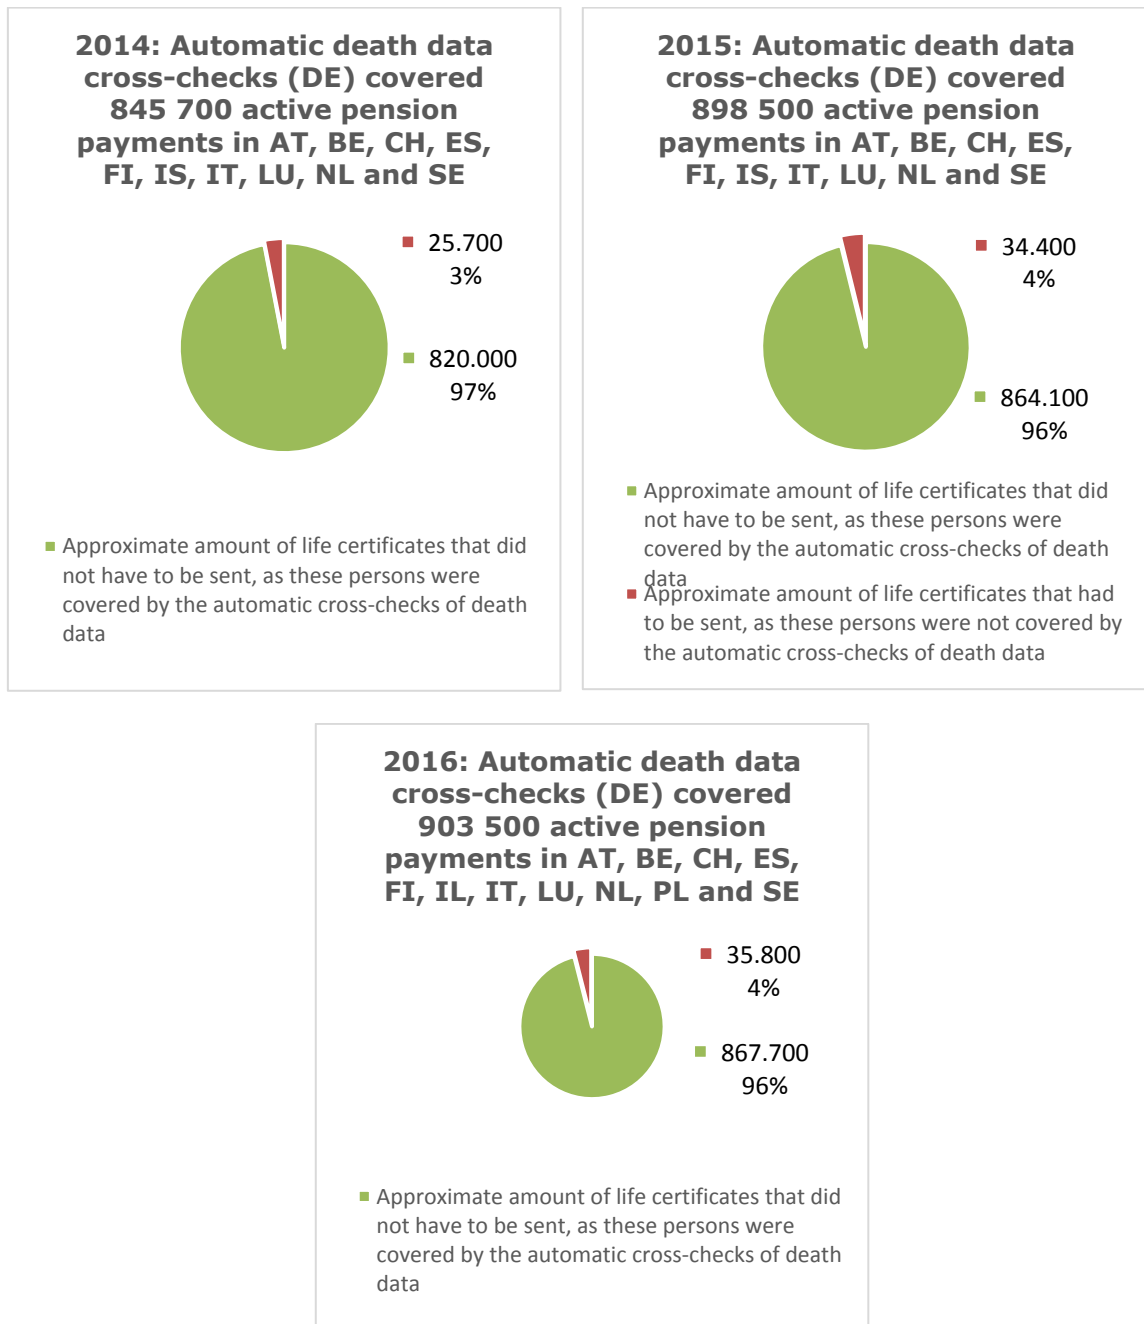 2014: Automatic death data
cross-checks (DE) covered
845 700 active pension
payments in AT, BE, CH, ES,
FI, IS, IT, LU, NL and SE
25.700
3%
820.000
97%
Approximate amount of life certificates that did
not have to be sent, as these persons were
covered by the automatic cross-checks of death
data
2015: Automatic death data
cross-checks (DE) covered
898 500 active pension
payments in AT, BE, CH, ES,
FI, IS, IT, LU, NL and SE
34.400
4%
864.100
96%
Approximate amount of life certificates that did
not have to be sent, as these persons were
covered by the automatic cross-checks of death
data
Approximate amount of life certificates that had
to be sent, as these persons were not covered by
the automatic cross-checks of death data
2016: Automatic death data
cross-checks (DE) covered
903 500 active pension
payments in AT, BE, CH, ES,
FI, IL, IT, LU, NL, PL and SE
35.800
4%
867.700
96%
Approximate amount of life certificates that did
not have to be sent, as these persons were
covered by the automatic cross-checks of death
data